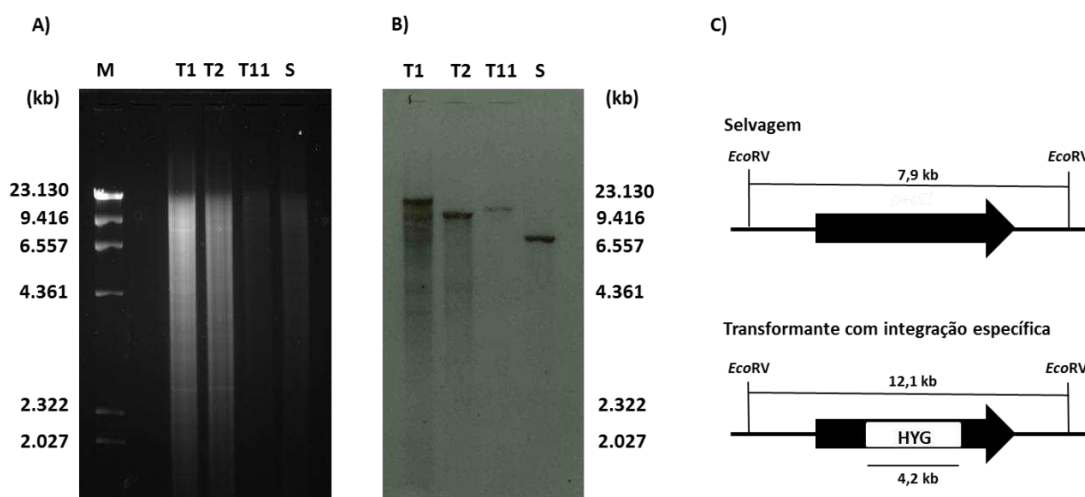 A)
M T1 T2 T11 S
(kb)
23.130
9.416
6.557
4.361
2.322
2.027
B)
T1 T2 T11 S
(kb)
23.130
9.416
6.557
4.361
2.322
2.027
C)
Selvagem
EcoRV EcoRV
7,9 kb
Transformante com integração específica
EcoRV EcoRV
12,1 kb
HYG
4,2 kb